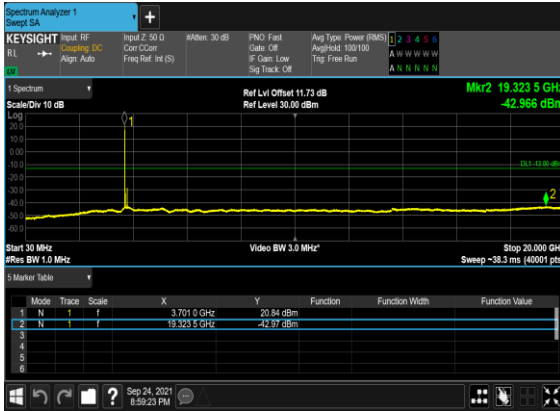 Spectrum Analyzer 1
Swept SA
+
KEYSIGHT
RL
Input: RF
Coupling: DC
Align: Auto
Input Z: 50 Ω
Corr CCorr
Freq Ref: Int (S)
#Atten: 30 dB
PNO: Fast
Gate: Off
IF Gain: Low
Sig Track: Off
Avg Type: Power (RMS)
Avg|Hold: 100/100
Trig: Free Run
1 2 3 4 5 6
A W W W W W
A N N N N N
1 Spectrum
Scale/Div 10 dB
Log
Ref Lvl Offset 11.73 dB
Ref Level 30.00 dBm
Mkr2 19.323 5 GHz
-42.966 dBm
20.0
10.0
0.00
-10.0
-20.0
-30.0
-40.0
-50.0
-60.0
1
DL1 -13.00 dBm
2
Start 30 MHz
#Res BW 1.0 MHz
Video BW 3.0 MHz*
Stop 20.000 GHz
Sweep ~38.3 ms (40001 pts)
5 Marker Table
Mode Trace Scale X Y Function Function Width Function Value
1 N 1 f 3.701 0 GHz 20.84 dBm
2 N 1 f 19.323 5 GHz -42.97 dBm
3
4
5
6
?
Sep 24, 2021
8:59:23 PM